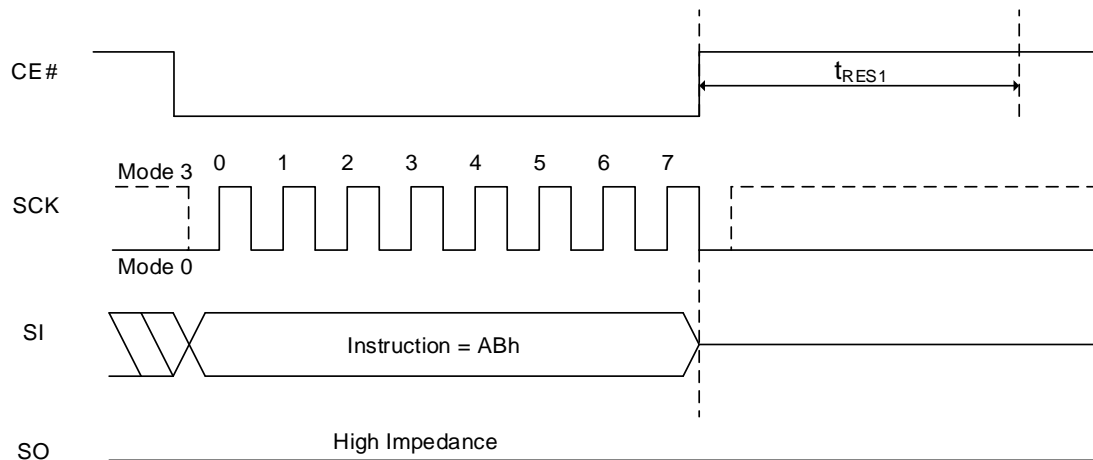 CE#
tRES1
Mode 3
0 1 2 3 4 5 6 7
SCK
Mode 0
SI
Instruction = ABh
High Impedance
SO